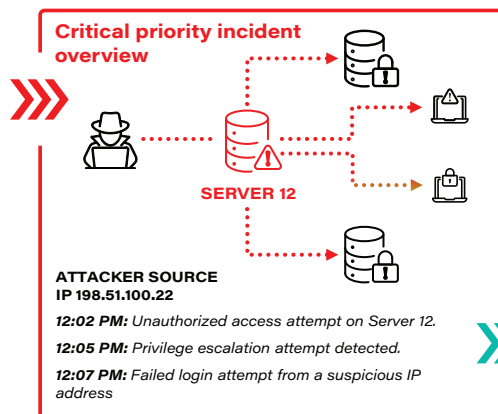 Critical priority incident
overview
SERVER 12
ATTACKER SOURCE
IP 198.51.100.22
12:02 PM: Unauthorized access attempt on Server 12.
12:05 PM: Privilege escalation attempt detected.
12:07 PM: Failed login attempt from a suspicious IP
address